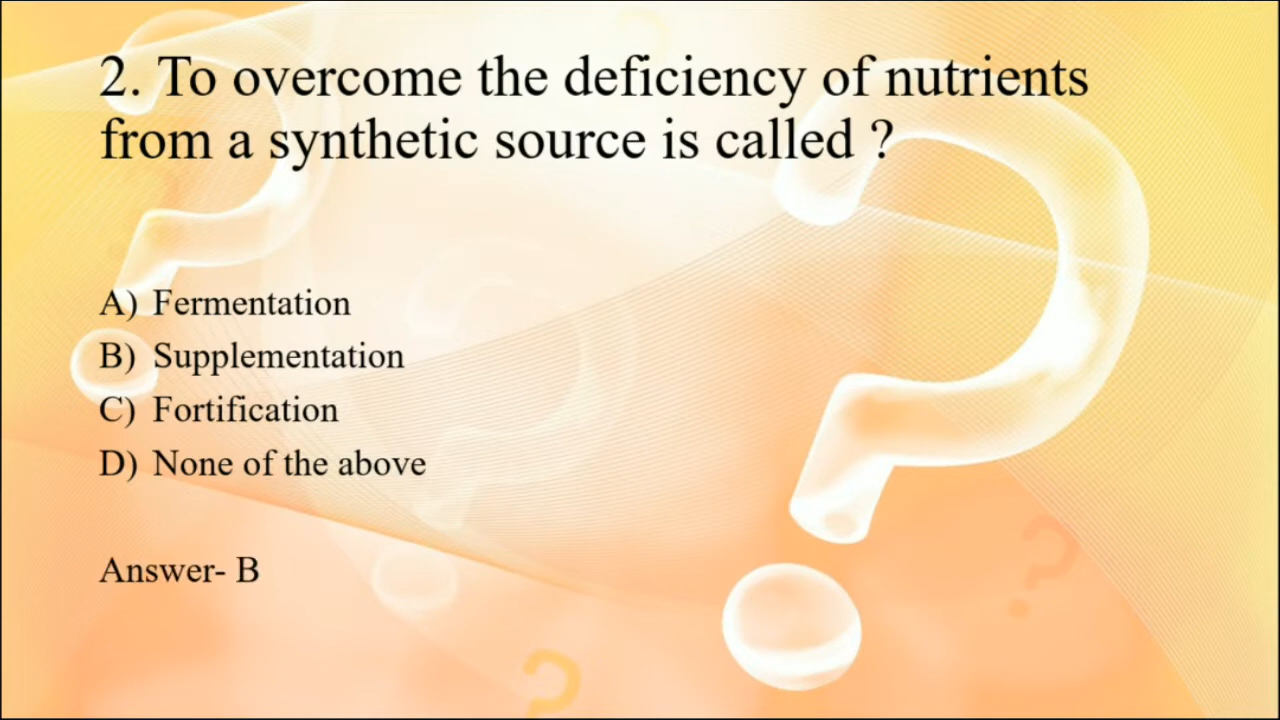 2. To overcome the deficiency of nutrients
from a synthetic source is called ?
A) Fermentation
B) Supplementation
C) Fortification
D) None of the above
Answer- B